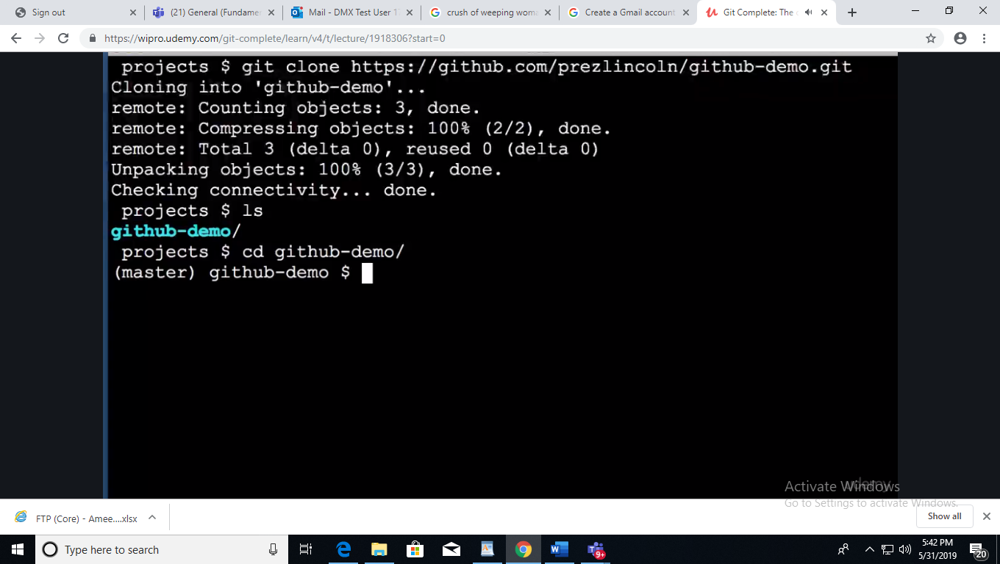 Sign out
(21) General (Fundamer
Mail - DMX Test User 1
crush of weeping woma
Create a Gmail account
Git Complete: The
https://wipro.udemy.com/git-complete/learn/v4/t/lecture/1918306?start=0
projects $ git clone https://github.com/prezlincoln/github-demo.git
Cloning into 'github-demo'...
remote: Counting objects: 3, done.
remote: Compressing objects: 100% (2/2), done.
remote: Total 3 (delta 0), reused 0 (delta 0)
Unpacking objects: 100% (3/3), done.
Checking connectivity... done.
projects $ ls
github-demo/
projects $ cd github-demo/
(master) github-demo $
udemy
Activate Windows
Go to Settings to activate Windows.
FTP (Core) - Amee....xlsx
Show all
Type here to search
9+
5:42 PM
5/31/2019
20